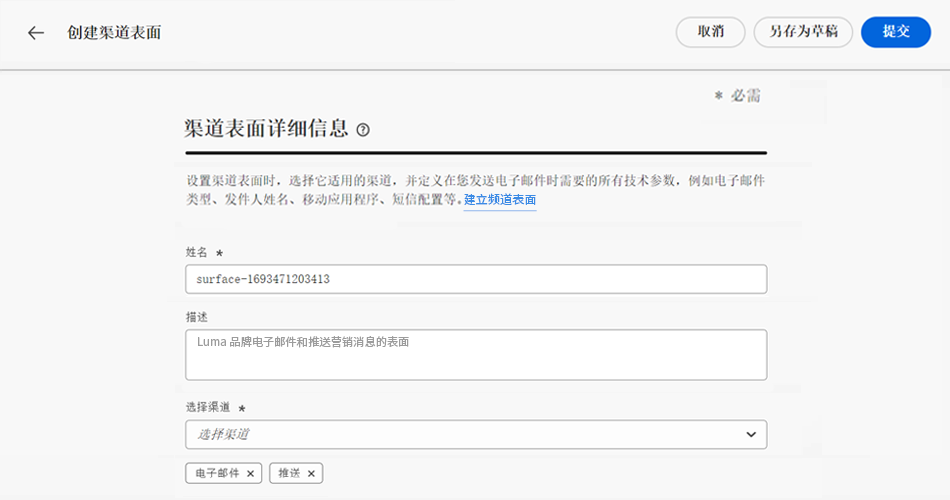 创建渠道表面
取消
另存为草稿
提交
* 必需
渠道表面详细信息
设置渠道表面时，选择它适用的渠道，并定义在您发送电子邮件时需要的所有技术参数，例如电子邮件
类型、发件人姓名、移动应用程序、短信配置等。建立频道表面
姓名 *
surface-1693471203413
描述
Luma 品牌电子邮件和推送营销消息的表面
选择渠道 *
选择渠道
电子邮件
推送